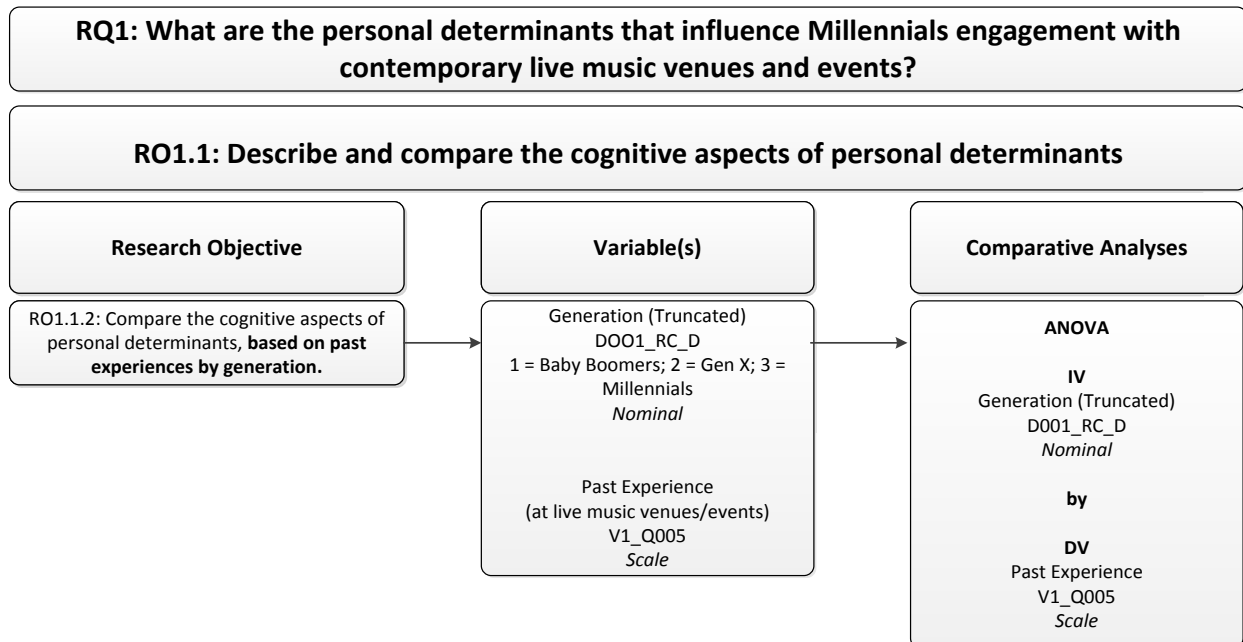 RQ1: What are the personal determinants that influence Millennials engagement with
contemporary live music venues and events?
RO1.1: Describe and compare the cognitive aspects of personal determinants
Research Objective
RO1.1.2: Compare the cognitive aspects of
personal determinants, based on past
experiences by generation.
Variable(s)
Generation (Truncated)
DOO1_RC_D
1 = Baby Boomers; 2 = Gen X; 3 =
Millennials
Nominal
Past Experience
(at live music venues/events)
V1_Q005
Scale
Comparative Analyses
ANOVA
IV
Generation (Truncated)
D001_RC_D
Nominal
by
DV
Past Experience
V1_Q005
Scale